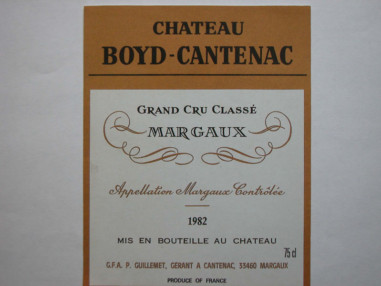 CHATEAU
BOYD-CANTENAC
GRAND CRU CLASSÉ
MARGAUX
Appellation Margaux Contrôlée
1982
MIS EN BOUTEILLE AU CHATEAU
75 cl
G.F.A. P. GUILLEMET, GÉRANT A CANTENAC, 33460 MARGAUX
PRODUCE OF FRANCE